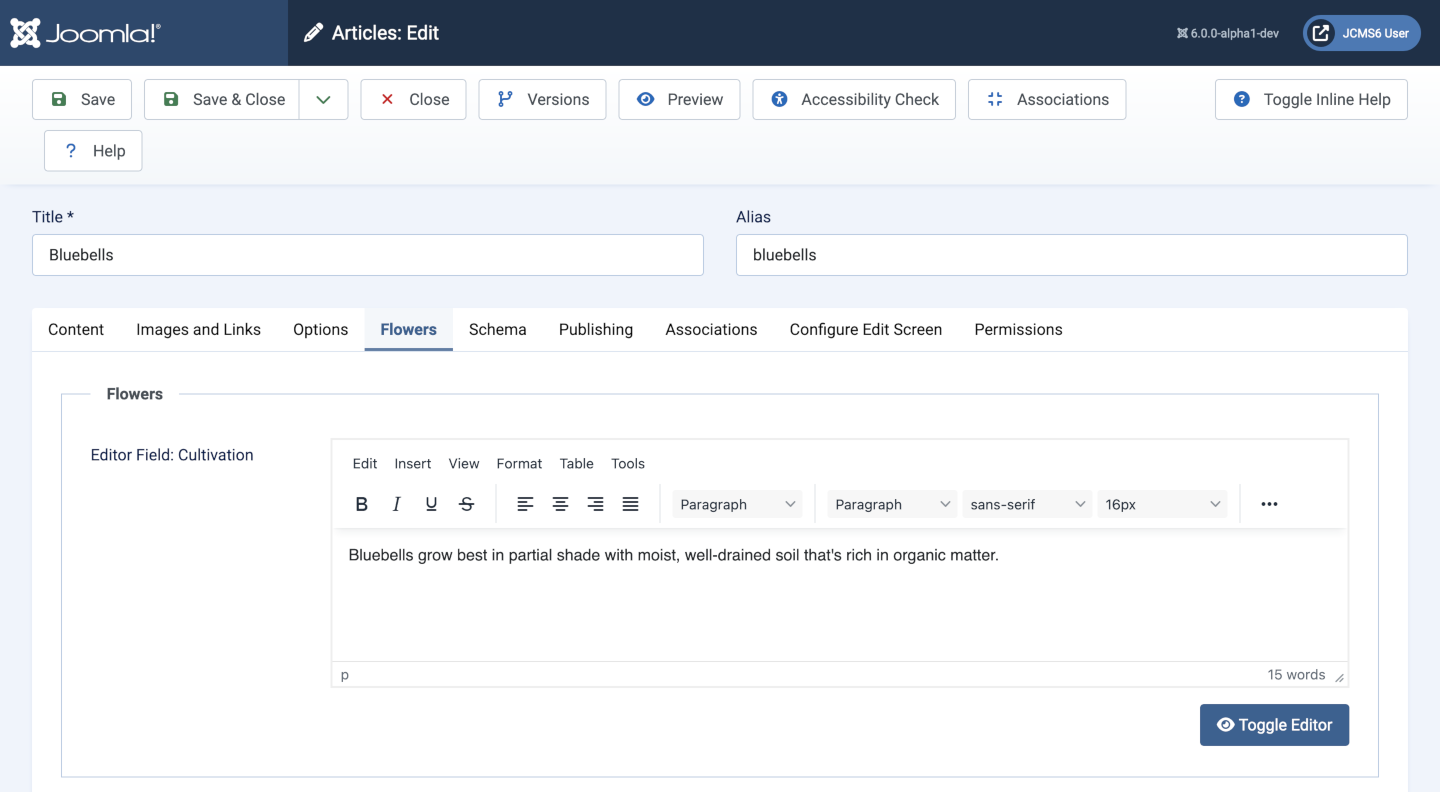 Joomla!®
Articles: Edit
6.0.0-alpha1-dev
JCMS6 User
Save
Save & Close
Close
Versions
Preview
Accessibility Check
Associations
Toggle Inline Help
? Help
Title *
Alias
Bluebells
bluebells
Content Images and Links Options Flowers Schema Publishing Associations Configure Edit Screen Permissions
Flowers
Editor Field: Cultivation
Edit Insert View Format Table Tools
B I U S Paragraph Paragraph sans-serif 16px
Bluebells grow best in partial shade with moist, well-drained soil that's rich in organic matter.
p
15 words
Toggle Editor